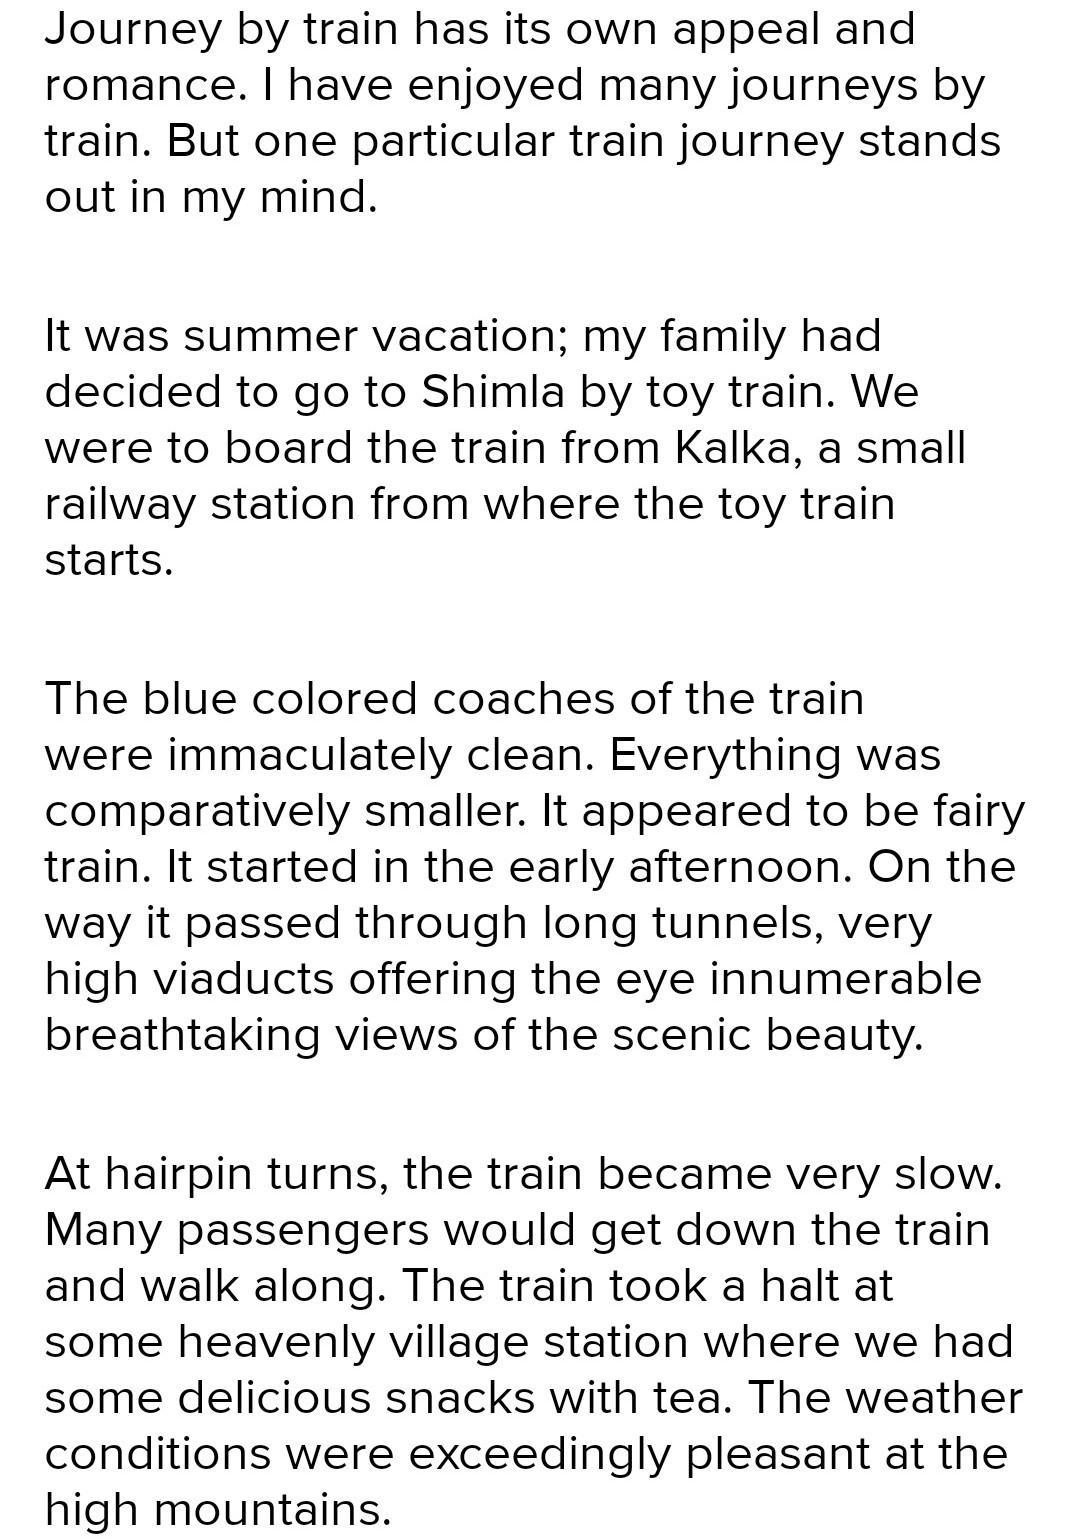 Journey by train has its own appeal and
romance. I have enjoyed many journeys by
train. But one particular train journey stands
out in my mind.
It was summer vacation; my family had
decided to go to Shimla by toy train. We
were to board the train from Kalka, a small
railway station from where the toy train
starts.
The blue colored coaches of the train
were immaculately clean. Everything was
comparatively smaller. It appeared to be fairy
train. It started in the early afternoon. On the
way it passed through long tunnels, very
high viaducts offering the eye innumerable
breathtaking views of the scenic beauty.
At hairpin turns, the train became very slow.
Many passengers would get down the train
and walk along. The train took a halt at
some heavenly village station where we had
some delicious snacks with tea. The weather
conditions were exceedingly pleasant at the
high mountains.